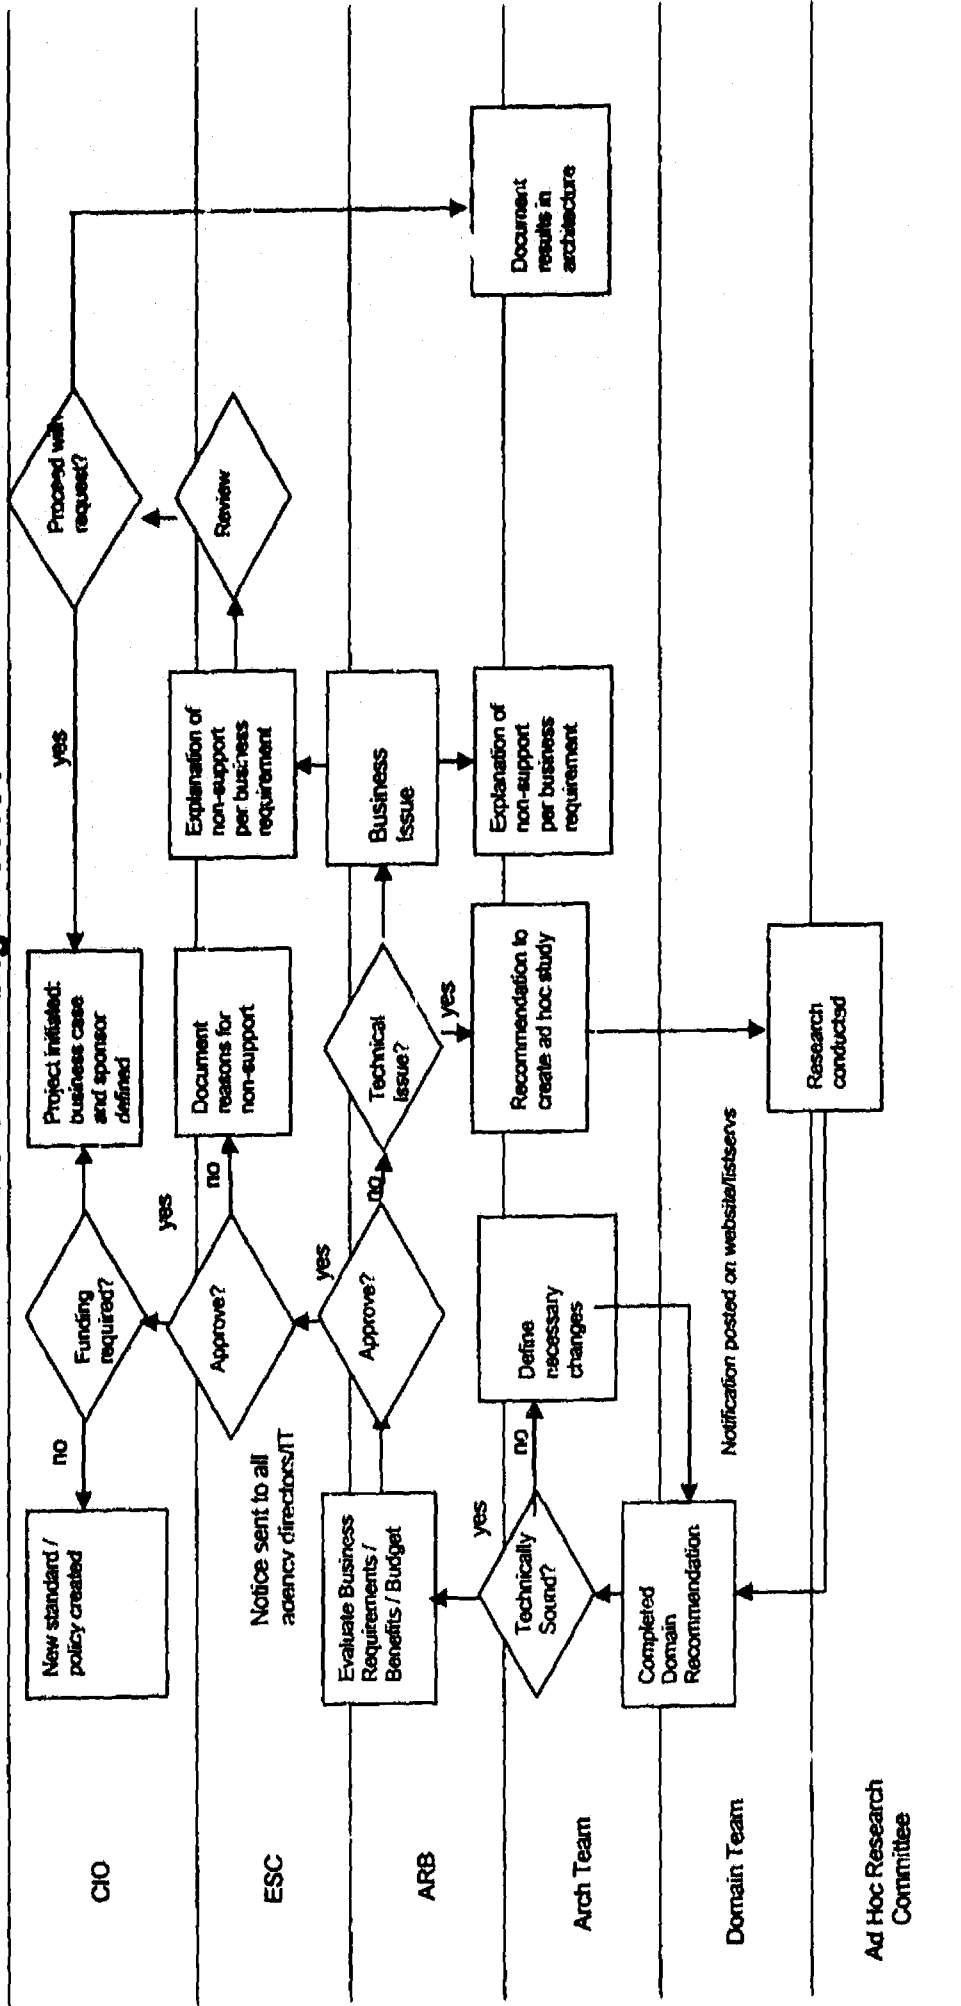 CIO
New standard /
policy created
no
Funding
required?
Project initiated:
business case
and sponsor
defined
yes
Proceed with
request?
ESC
Notice sent to all
agency directors/IT
Approve?
yes
no
Document
reasons for
non-support
Explanation of
non-support
per business
requirement
Review
ARB
Evaluate Business
Requirements /
Benefits / Budget
Approve?
yes
no
Technical
Issue?
yes
Business
Issue
Arch Team
Technically
Sound?
yes
no
Define
necessary
changes
Recommendation to
create ad hoc study
Explanation of
non-support
per business
requirement
Document
results in
architecture
Domain Team
Completed
Domain
Recommendation
Notification posted on website/listservs
Ad Hoc Research
Committee
Research
conducted